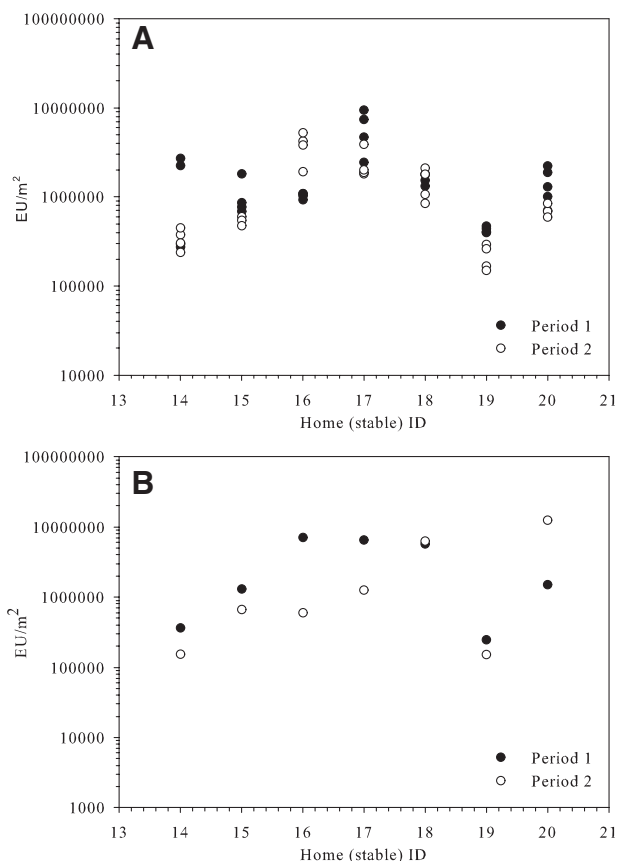 100000000
A
10000000
1000000
EU/m²
100000
Period 1
Period 2
10000
13 14 15 16 17 18 19 20 21
Home (stable) ID
100000000
B
10000000
1000000
EU/m²
100000
10000
Period 1
Period 2
1000
13 14 15 16 17 18 19 20 21
Home (stable) ID